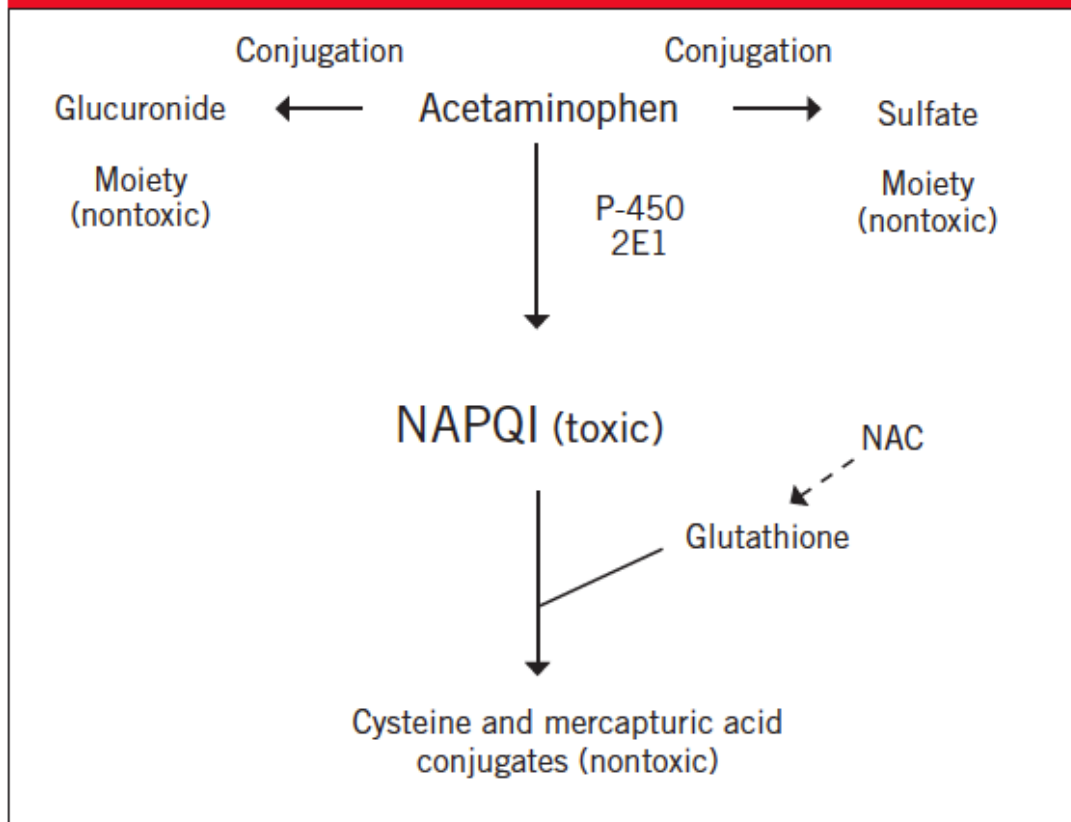 Conjugation
Conjugation
Glucuronide
Acetaminophen
Sulfate
Moiety
(nontoxic)
Moiety
(nontoxic)
P-450
2E1
NAPQI (toxic)
NAC
Glutathione
Cysteine and mercapturic acid
conjugates (nontoxic)